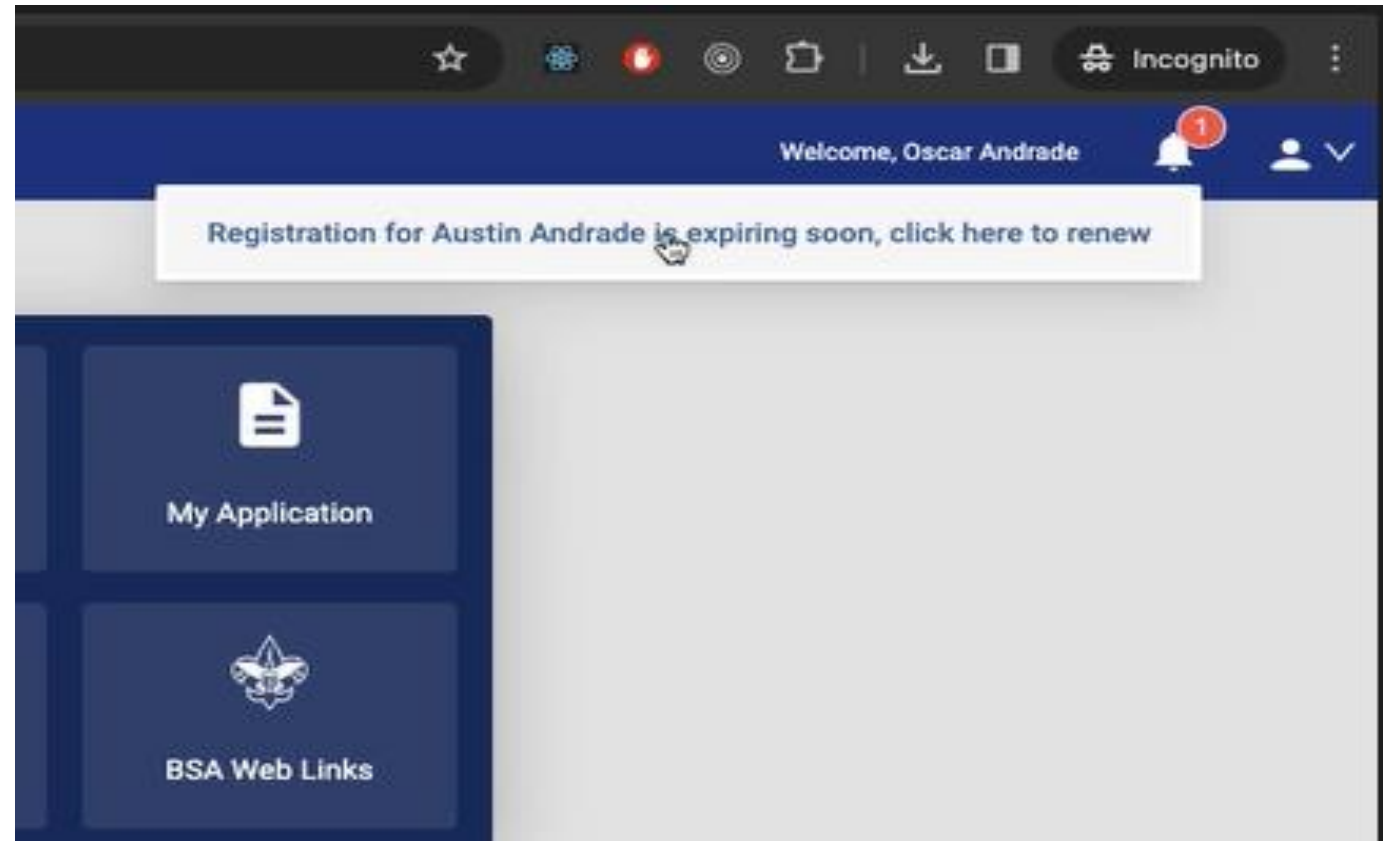 Incognito
Welcome, Oscar Andrade
1
Registration for Austin Andrade is expiring soon, click here to renew
My Application
BSA Web Links